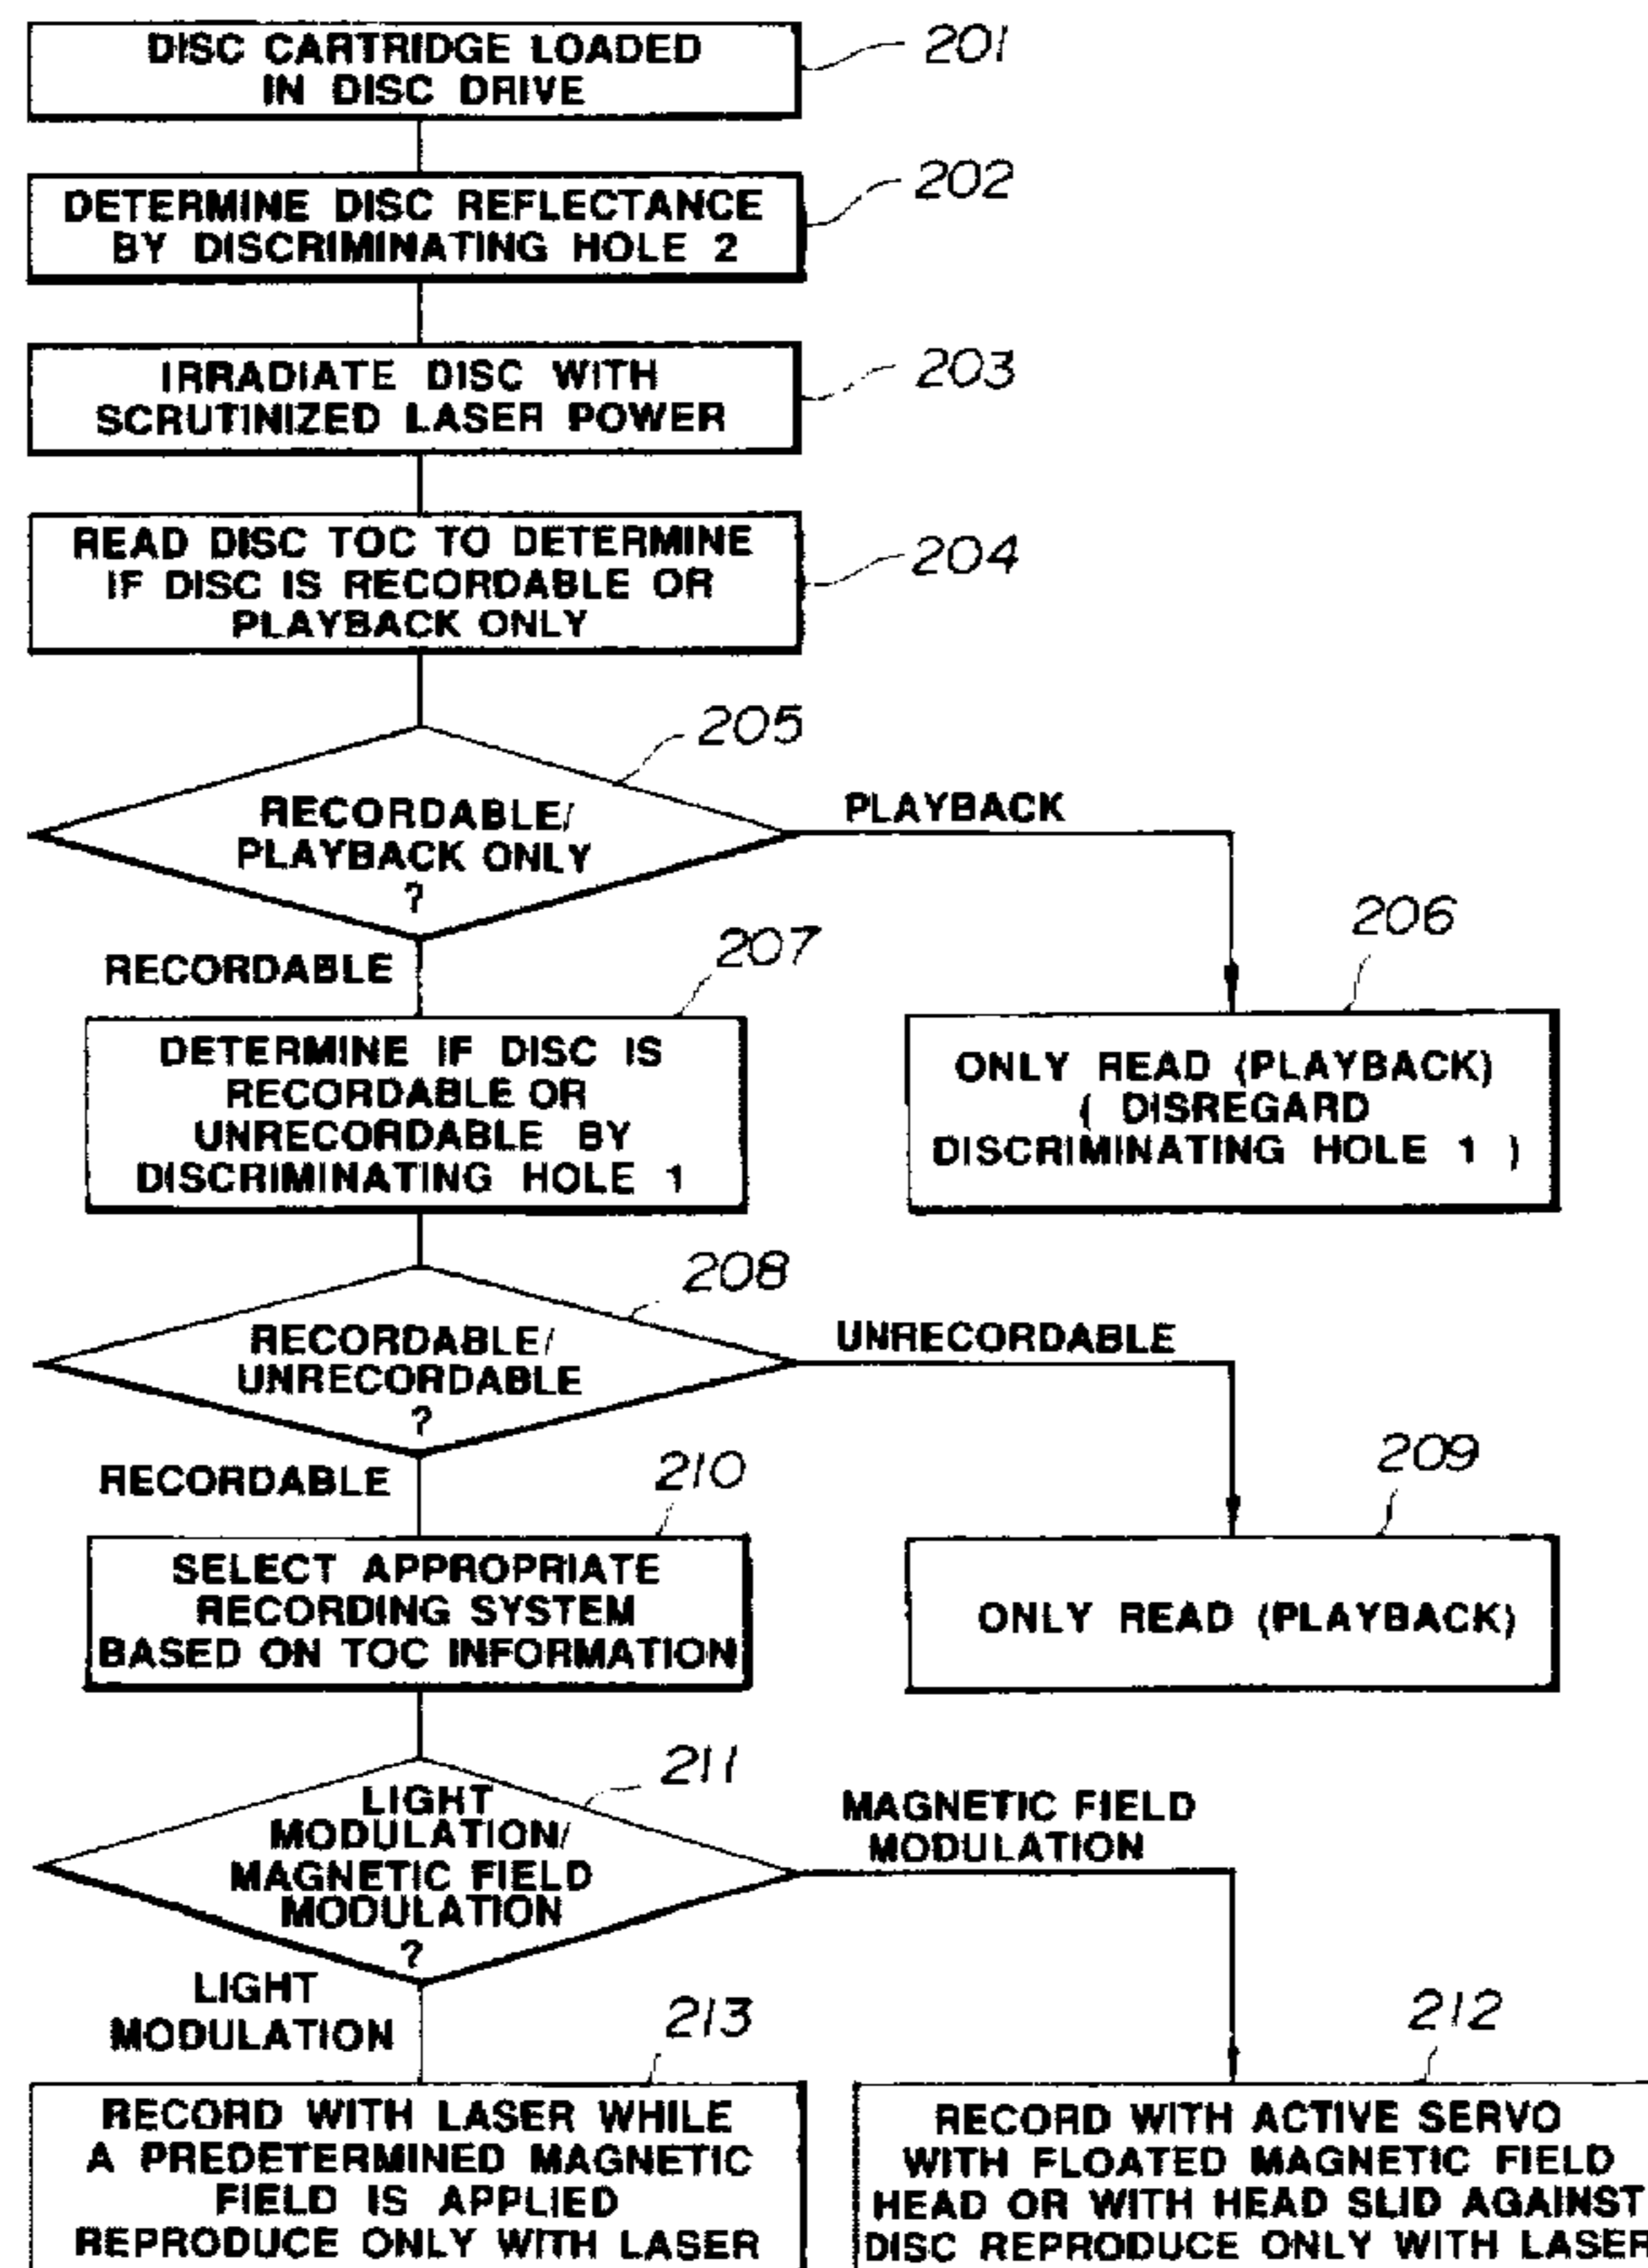 DISC CARTRIDGE LOADED
IN DISC DRIVE
201
DETERMINE DISC REFLECTANCE
BY DISCRIMINATING HOLE 2
202
IRRADIATE DISC WITH
SCRUTINIZED LASER POWER
203
READ DISC TOC TO DETERMINE
IF DISC IS RECORDABLE OR
PLAYBACK ONLY
204
205
RECORDABLE/
PLAYBACK ONLY
?
PLAYBACK
206
ONLY READ (PLAYBACK)
( DISREGARD
DISCRIMINATING HOLE 1 )
RECORDABLE
207
DETERMINE IF DISC IS
RECORDABLE OR
UNRECORDABLE BY
DISCRIMINATING HOLE 1
208
RECORDABLE/
UNRECORDABLE
?
UNRECORDABLE
209
ONLY READ (PLAYBACK)
RECORDABLE
210
SELECT APPROPRIATE
RECORDING SYSTEM
BASED ON TOC INFORMATION
211
LIGHT
MODULATION/
MAGNETIC FIELD
MODULATION
?
MAGNETIC FIELD
MODULATION
LIGHT
MODULATION
213
RECORD WITH LASER WHILE
A PREDETERMINED MAGNETIC
FIELD IS APPLIED
REPRODUCE ONLY WITH LASER
212
RECORD WITH ACTIVE SERVO
WITH FLOATED MAGNETIC FIELD
HEAD OR WITH HEAD SLID AGAINST
DISC REPRODUCE ONLY WITH LASER